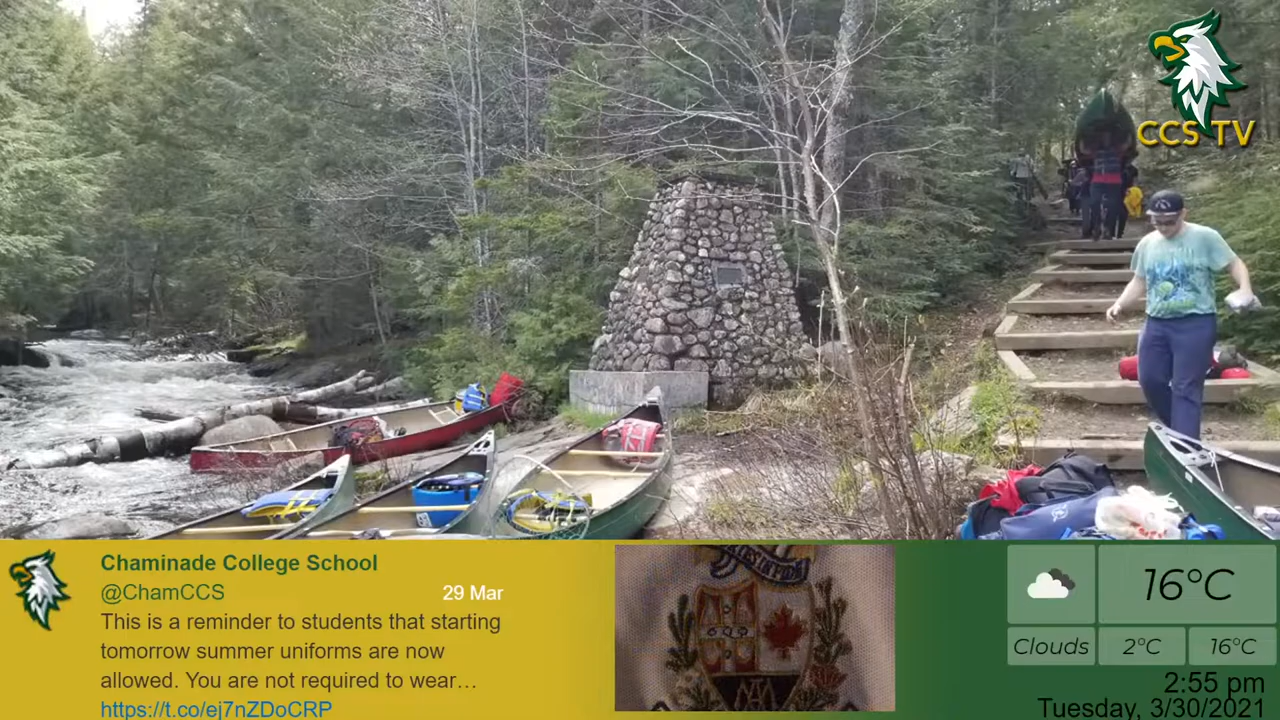 CCS TV
Chaminade College School
@ChamCCS
29 Mar
This is a reminder to students that starting
tomorrow summer uniforms are now
allowed. You are not required to wear…
https://t.co/ej7nZDoCRP
16°C
Clouds
2°C
16°C
2:55 pm
Tuesday, 3/30/2021